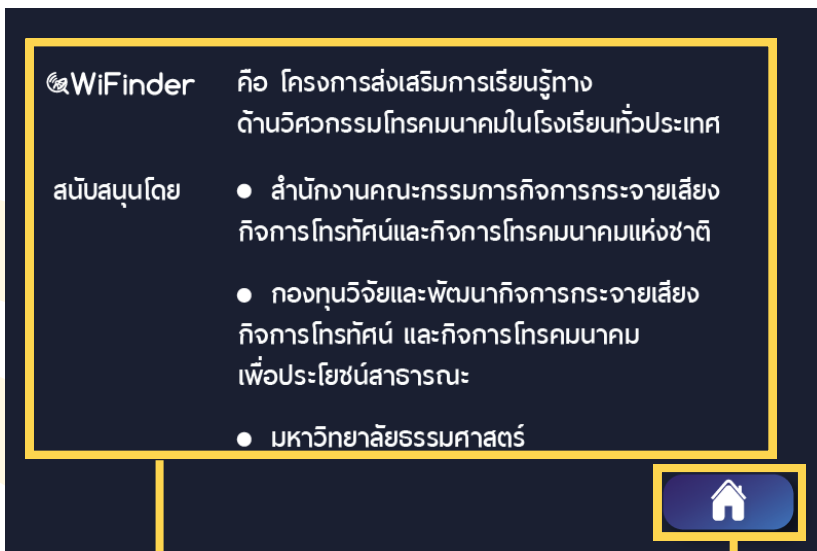 WiFinder คือ โครงการส่งเสริมการเรียนรู้ทาง
ด้านวิศวกรรมโทรคมนาคมในโรงเรียนทั่วประเทศ
สนับสนุนโดย ● สำนักงานคณะกรรมการกิจการกระจายเสียง
กิจการโทรทัศน์และกิจการโทรคมนาคมแห่งชาติ
● กองทุนวิจัยและพัฒนากิจการกระจายเสียง
กิจการโทรทัศน์ และกิจการโทรคมนาคม
เพื่อประโยชน์สาธารณะ
● มหาวิทยาลัยธรรมศาสตร์